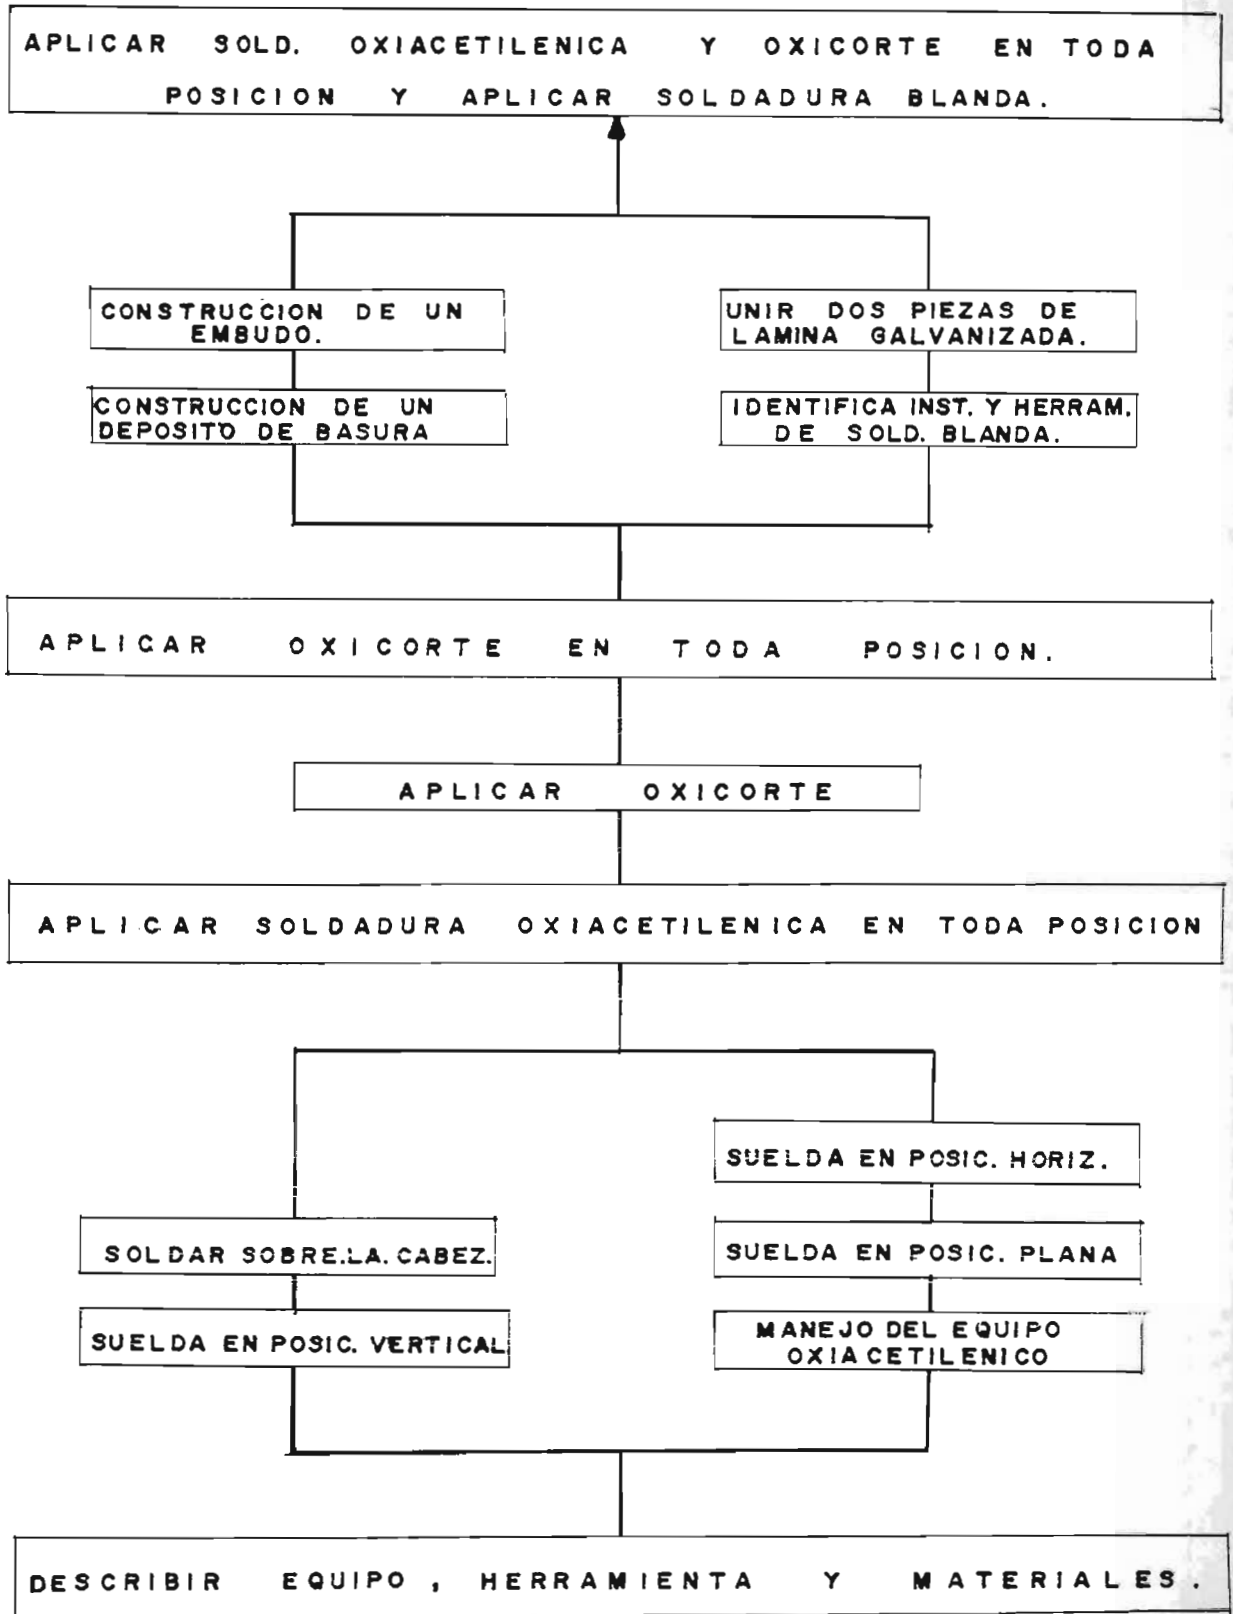 APLICAR SOLD. OXIACETILENICA Y OXICORTE EN TODA
POSICION Y APLICAR SOLDADURA BLANDA.
CONSTRUCCION DE UN
EMBUDO.
UNIR DOS PIEZAS DE
LAMINA GALVANIZADA.
CONSTRUCCION DE UN
DEPOSITO DE BASURA
IDENTIFICA INST. Y HERRAM.
DE SOLD. BLANDA.
APLICAR OXICORTE EN TODA POSICION.
APLICAR OXICORTE
APLICAR SOLDADURA OXIACETILENICA EN TODA POSICION
SUELDA EN POSIC. HORIZ.
SOLDAR SOBRE.LA.CABEZ.
SUELDA EN POSIC. PLANA
SUELDA EN POSIC. VERTICAL
MANEJO DEL EQUIPO
OXIACETILENICO
DESCRIBIR EQUIPO, HERRAMIENTA Y MATERIALES.